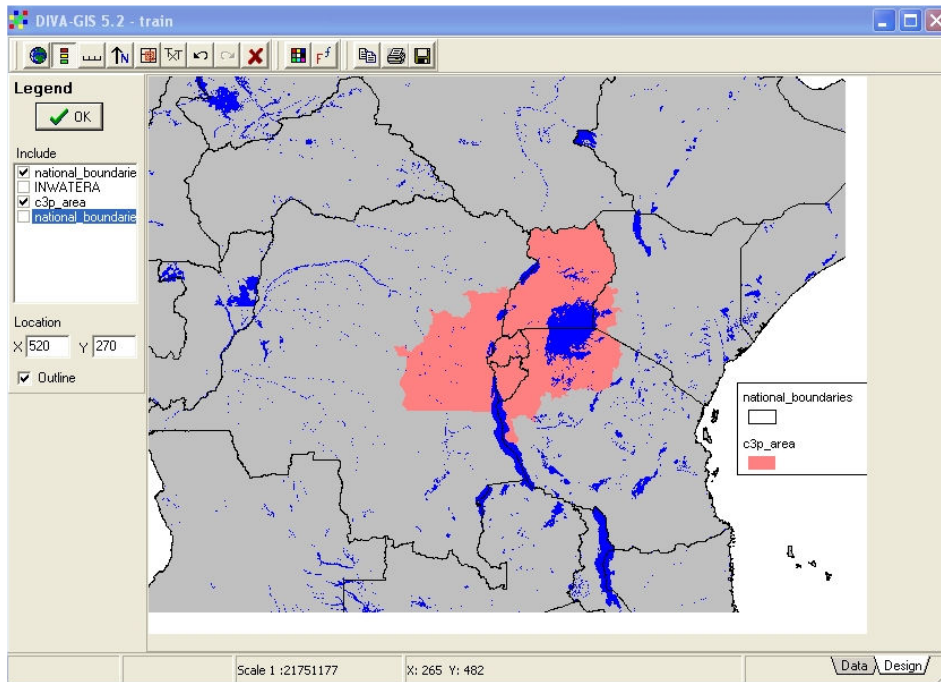 DIVA-GIS 5.2 - train
N TXT F f
Legend
OK
Include
national_boundarie
INWATERA
c3p_area
national_boundarie
Location
X 520 Y 270
Outline
national_boundaries
c3p_area
Scale 1 :21751177 X: 265 Y: 482 Data Design